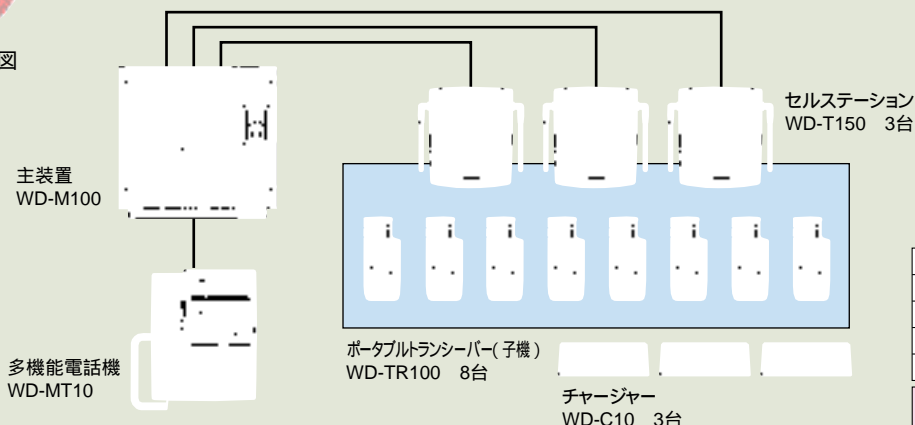 図
セルステーション
WD-T150 3台
主装置
WD-M100
ポータブルトランシーバー(子機)
WD-TR100 8台
多機能電話機
WD-MT10
チャージャー
WD-C10 3台